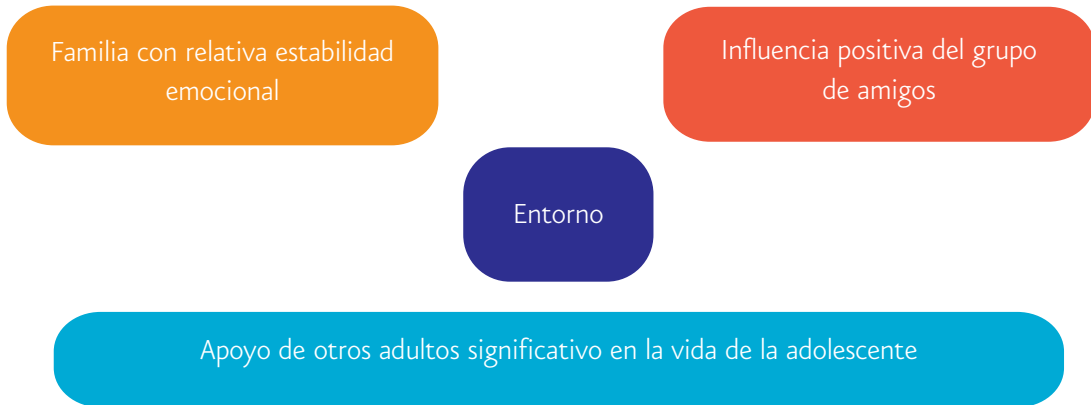 Familia con relativa estabilidad
emocional
Influencia positiva del grupo
de amigos
Entorno
Apoyo de otros adultos significativo en la vida de la adolescente